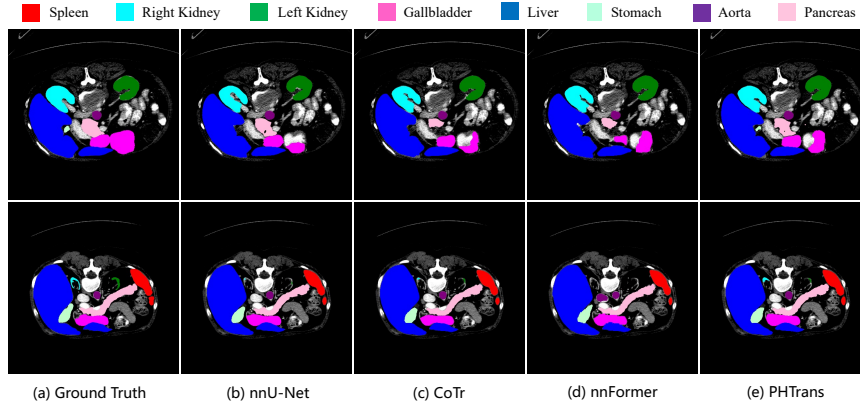 Spleen Right Kidney Left Kidney Gallbladder Liver Stomach Aorta Pancreas
(a) Ground Truth (b) nnU-Net (c) CoTr (d) nnFormer (e) PHTrans